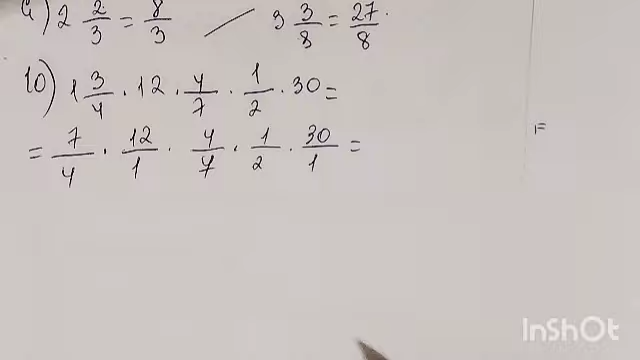 4) 2 2/3 = 8/3 3 3/8 = 27/8.
10) 1 3/4 · 12 · 4/7 · 1/2 · 30 =
= 7/4 · 12/1 · 4/7 · 1/2 · 30/1 =
=
InShOt